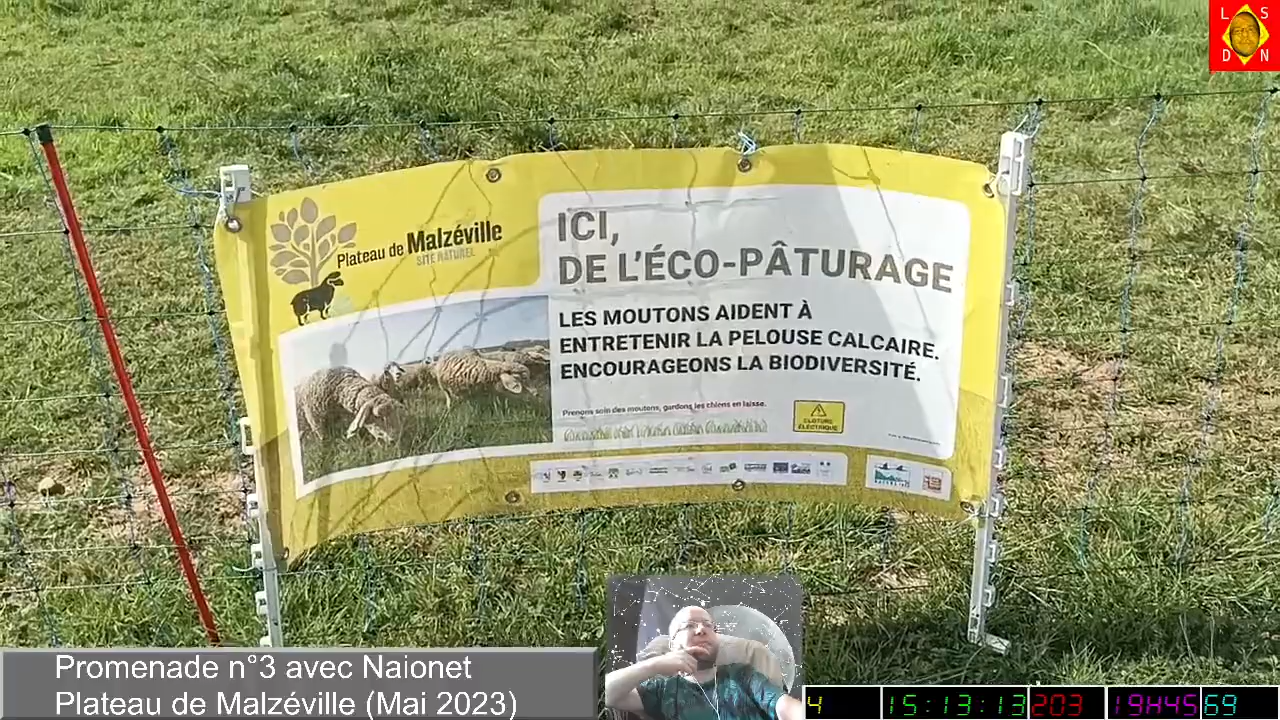 L S
D N
Plateau de Malzéville
SITE NATUREL
ICI,
DE L'ÉCO-PÂTURAGE
LES MOUTONS AIDENT À
ENTRETENIR LA PELOUSE CALCAIRE.
ENCOURAGEONS LA BIODIVERSITÉ.
Prenons soin des moutons, gardons les chiens en laisse.
CLÔTURE
ÉLECTRIQUE
Promenade n°3 avec Naionet
Plateau de Malzéville (Mai 2023)
4 15:13:13 203 19H45 69